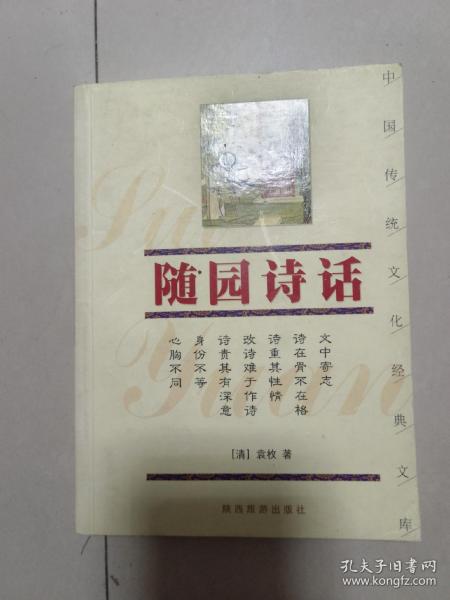 中国传统文化经典文库
随园诗话
文中寄志
诗在骨不在格
诗重其性情
改诗难于作诗
诗贵其有深意
身份不等
心胸不同
[清] 袁枚 著
陕西旅游出版社
孔夫子旧书网
www.kongfz.com